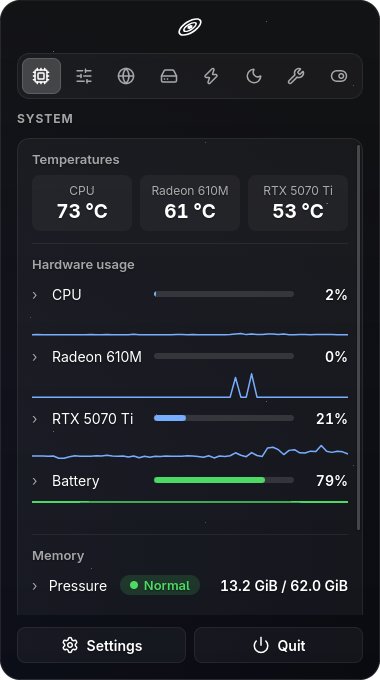 SYSTEM
Temperatures
CPU Radeon 610M RTX 5070 Ti
73 °C 61 °C 53 °C
Hardware usage
CPU 2%
Radeon 610M 0%
RTX 5070 Ti 21%
Battery 79%
Memory
Pressure Normal 13.2 GiB / 62.0 GiB
Settings Quit